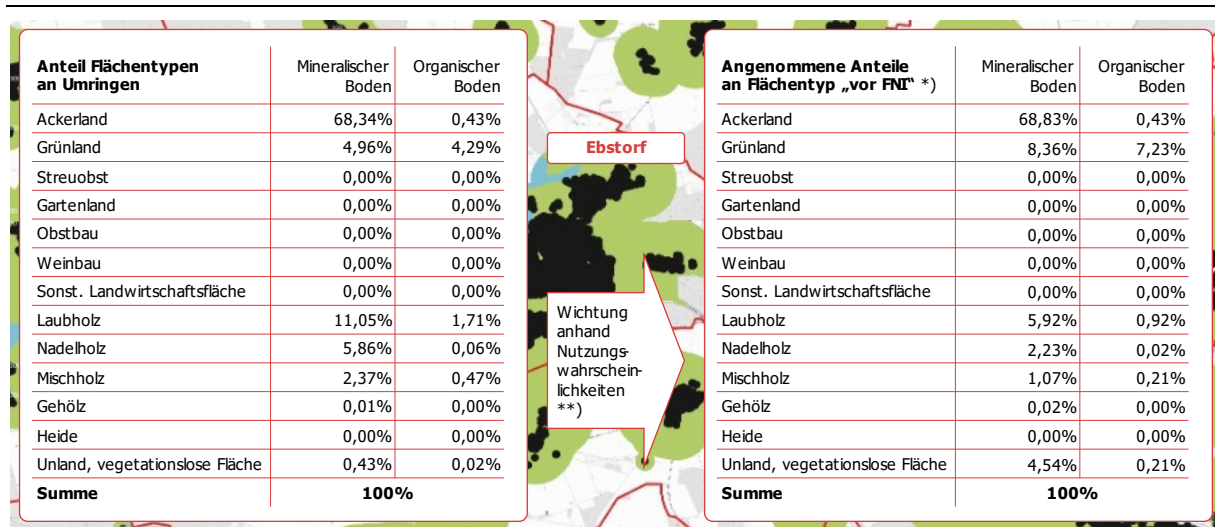 Anteil Flächentypen
an Umringen
Mineralischer
Boden
Organischer
Boden
Ackerland 68,34% 0,43%
Grünland 4,96% 4,29%
Streuobst 0,00% 0,00%
Gartenland 0,00% 0,00%
Obstbau 0,00% 0,00%
Weinbau 0,00% 0,00%
Sonst. Landwirtschaftsfläche 0,00% 0,00%
Laubholz 11,05% 1,71%
Nadelholz 5,86% 0,06%
Mischholz 2,37% 0,47%
Gehölz 0,01% 0,00%
Heide 0,00% 0,00%
Unland, vegetationslose Fläche 0,43% 0,02%
Summe 100%
Ebstorf
Wichtung
anhand
Nutzungs-
wahrschein-
lichkeiten
**)
Angenommene Anteile
an Flächentyp „vor FNI“ *)
Mineralischer
Boden
Organischer
Boden
Ackerland 68,83% 0,43%
Grünland 8,36% 7,23%
Streuobst 0,00% 0,00%
Gartenland 0,00% 0,00%
Obstbau 0,00% 0,00%
Weinbau 0,00% 0,00%
Sonst. Landwirtschaftsfläche 0,00% 0,00%
Laubholz 5,92% 0,92%
Nadelholz 2,23% 0,02%
Mischholz 1,07% 0,21%
Gehölz 0,02% 0,00%
Heide 0,00% 0,00%
Unland, vegetationslose Fläche 4,54% 0,21%
Summe 100%